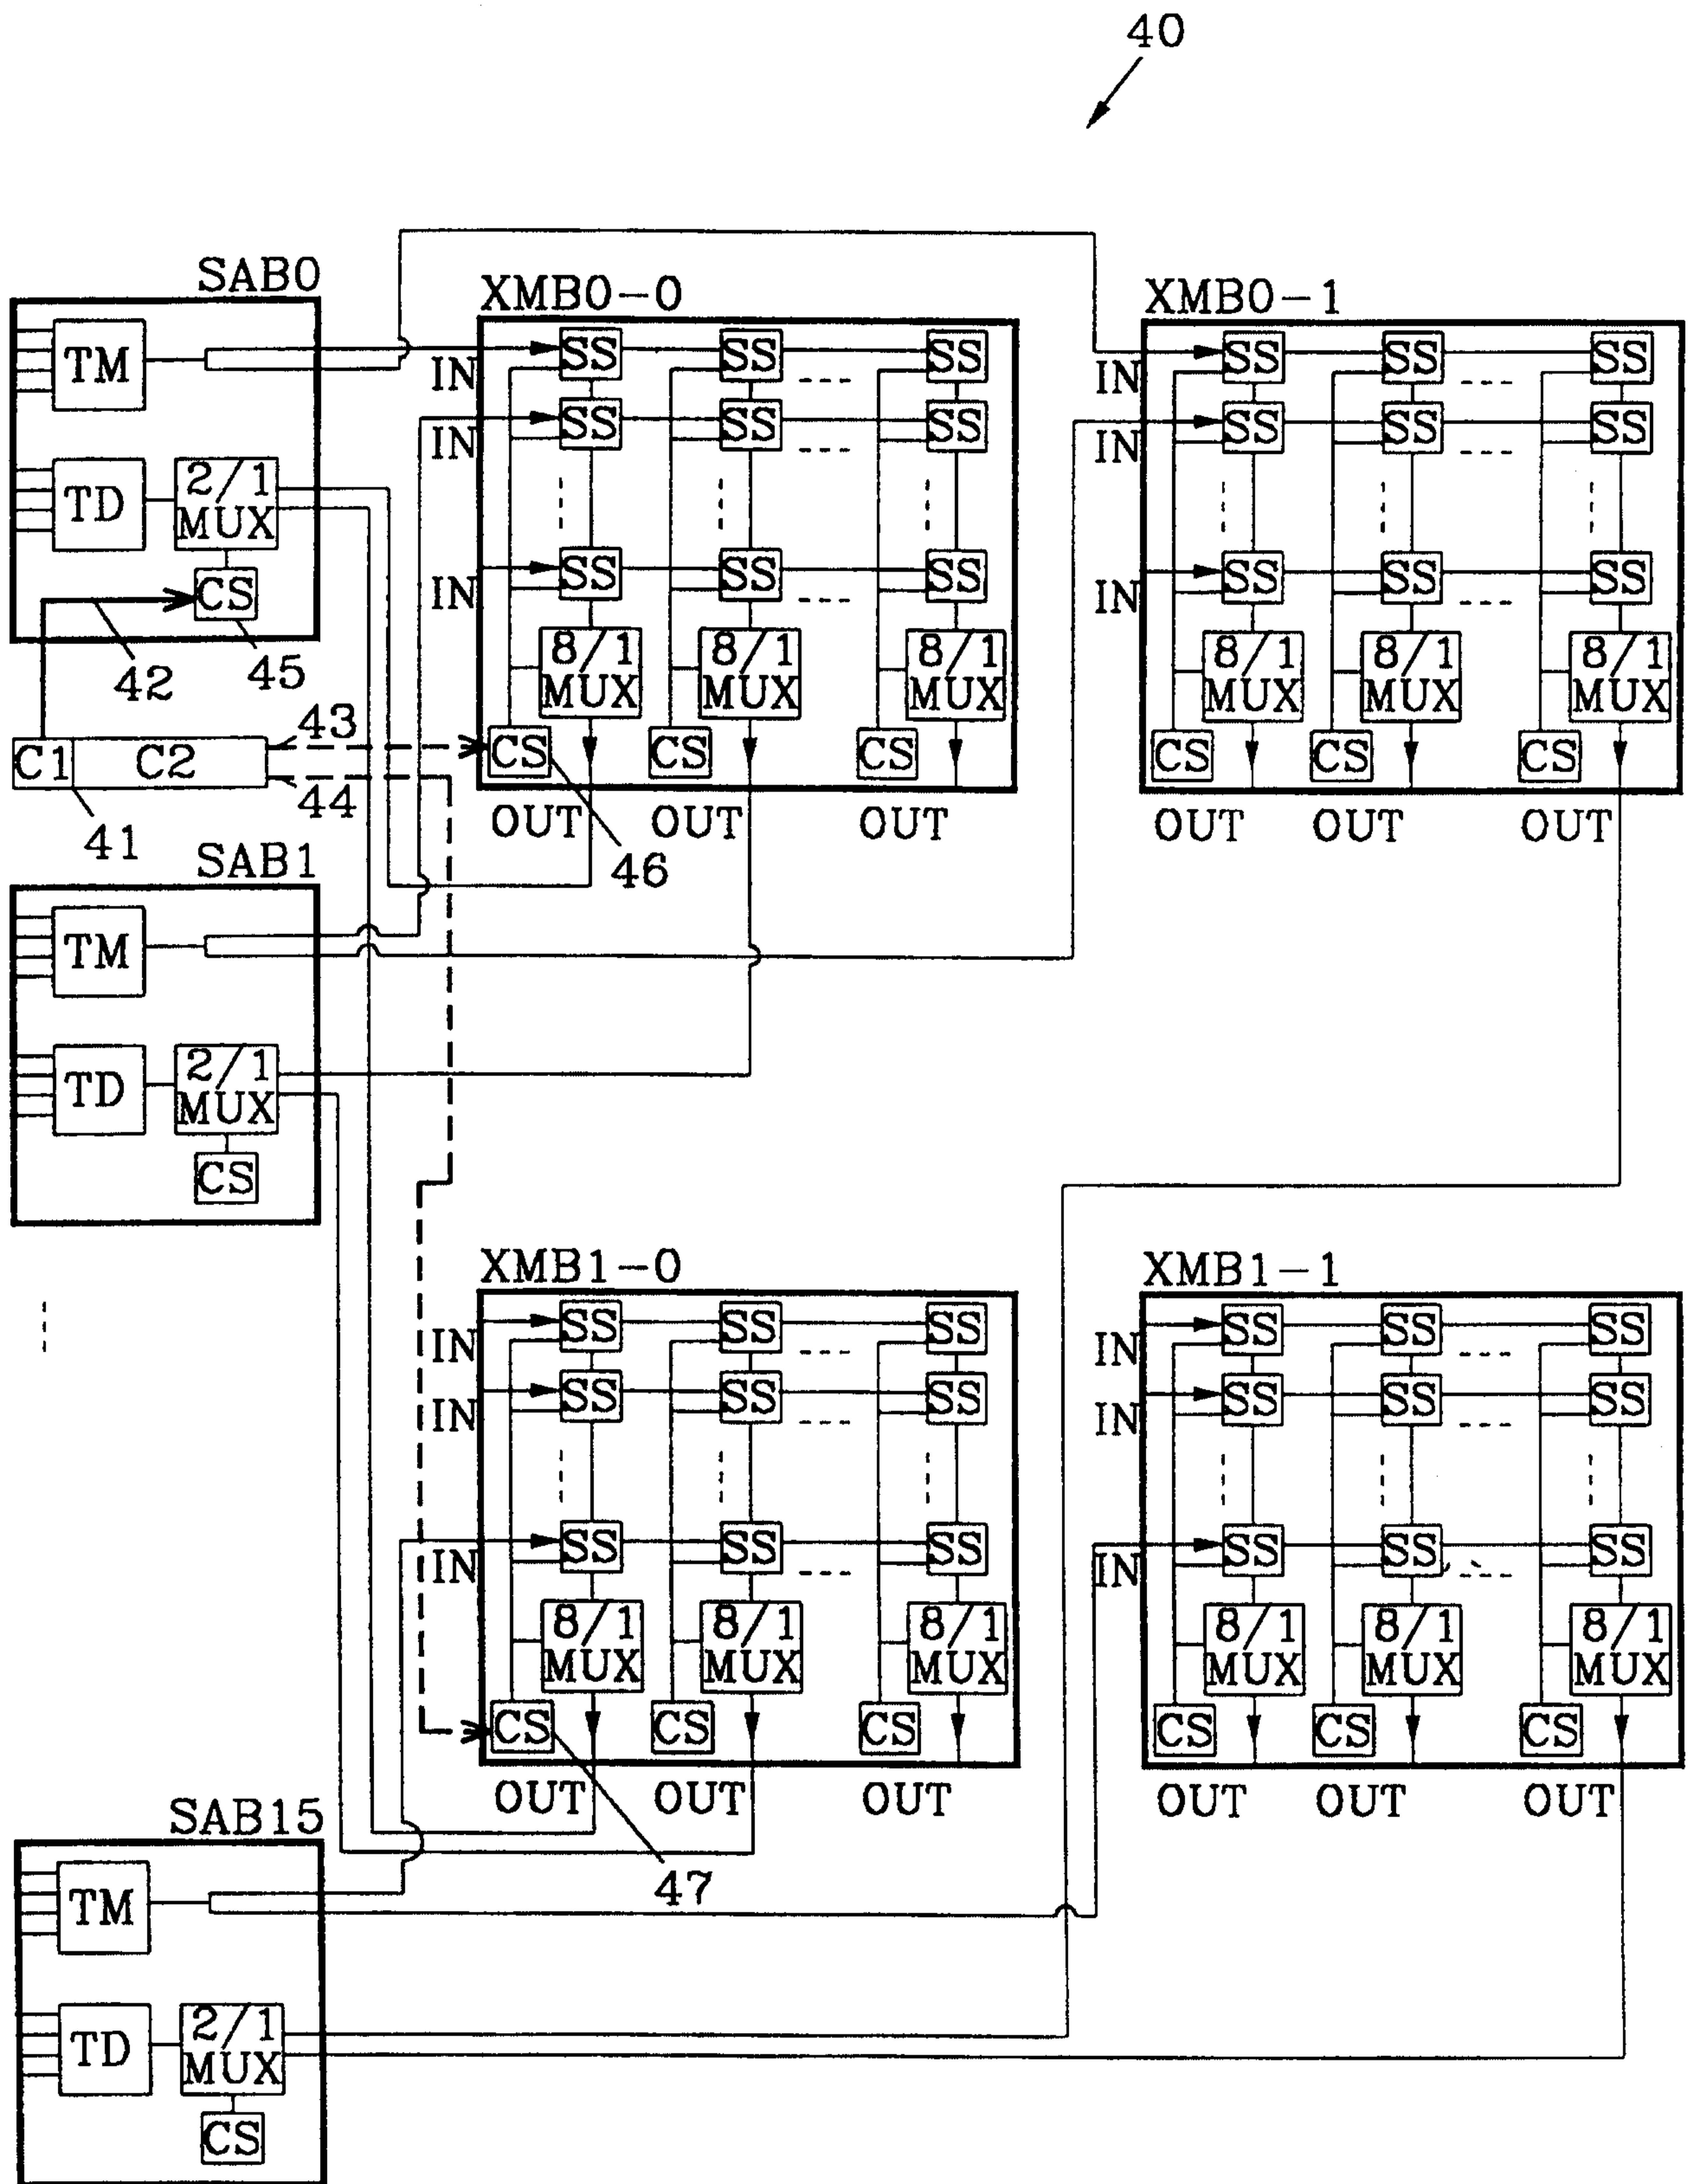 40
SAB0
XMB0-0
XMB0-1
TM
IN SS SS ---- SS
IN SS SS ---- SS
IN SS SS ---- SS
IN SS SS ---- SS
TD 2/1 MUX
CS
IN SS SS ---- SS
IN SS SS ---- SS
42 45
8/1 MUX 8/1 MUX 8/1 MUX
8/1 MUX 8/1 MUX 8/1 MUX
43
C1 C2
CS CS CS
CS CS CS
44
41
OUT OUT OUT
OUT OUT OUT
46
SAB1
TM
TD 2/1 MUX
CS
XMB1-0
XMB1-1
IN SS SS ---- SS
IN SS SS ---- SS
IN SS SS ---- SS
IN SS SS ---- SS
IN SS SS ---- SS
IN SS SS ---- SS
8/1 MUX 8/1 MUX 8/1 MUX
8/1 MUX 8/1 MUX 8/1 MUX
CS CS CS
CS CS CS
OUT OUT OUT
OUT OUT OUT
SAB15
47
TM
TD 2/1 MUX
CS